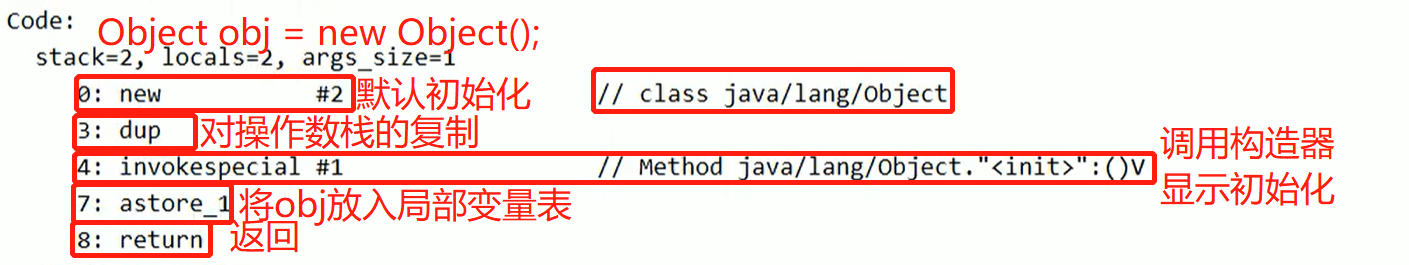 Code:
Object obj = new Object();
stack=2, locals=2, args_size=1
0: new #2 默认初始化 // class java/lang/Object
3: dup 对操作数栈的复制
调用构造器
4: invokespecial #1 // Method java/lang/Object."<init>":()V
显示初始化
7: astore_1 将obj放入局部变量表
8: return 返回